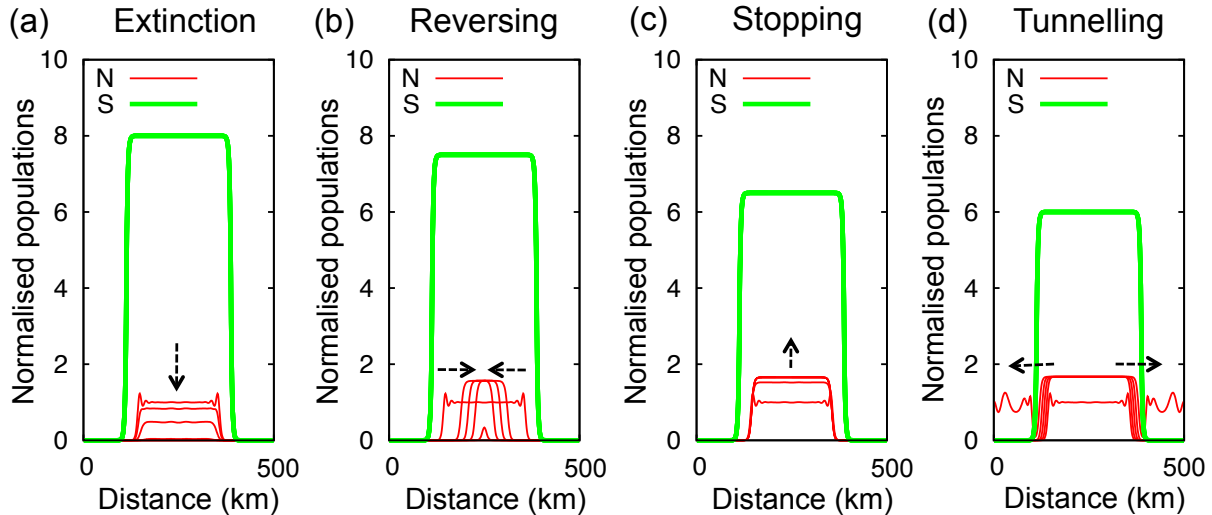 (a) Extinction
(b) Reversing
(c) Stopping
(d) Tunnelling
Normalised populations
10
8
6
4
2
0
N
S
0 500
Distance (km)
Normalised populations
10
8
6
4
2
0
N
S
0 500
Distance (km)
Normalised populations
10
8
6
4
2
0
N
S
0 500
Distance (km)
Normalised populations
10
8
6
4
2
0
N
S
0 500
Distance (km)